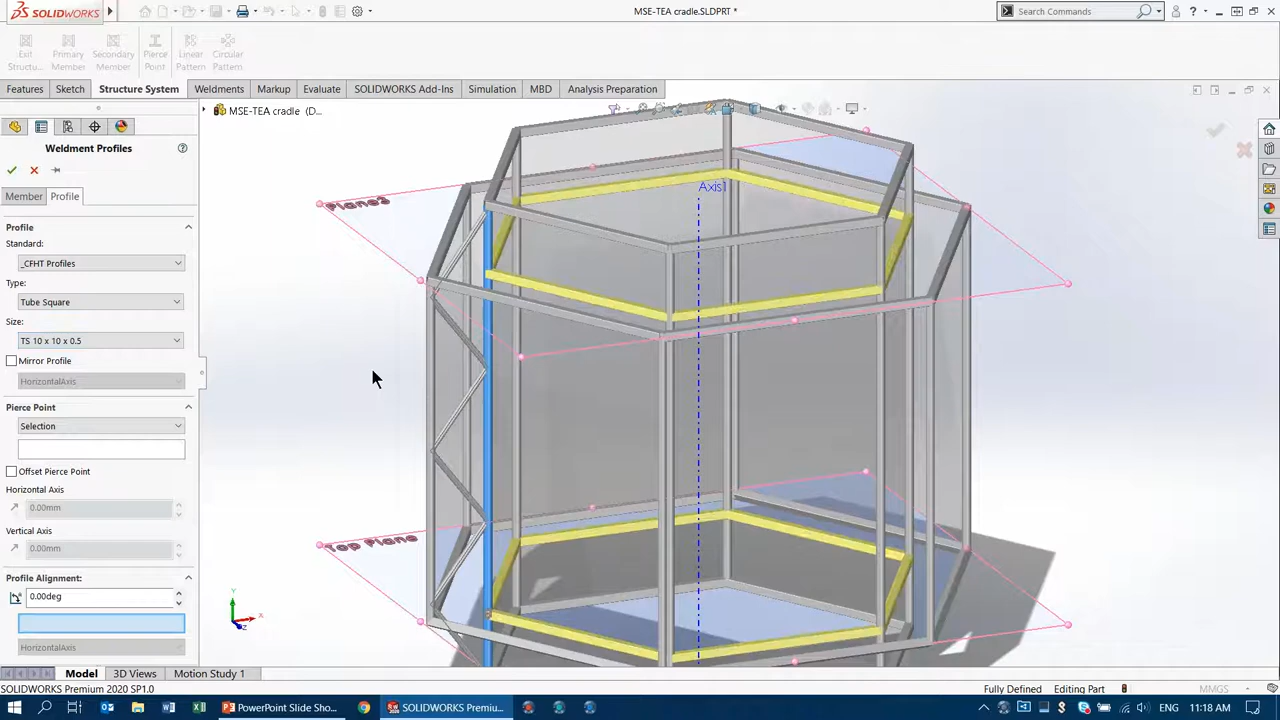 SOLIDWORKS
MSE-TEA cradle.SLDPRT *
Search Commands
Exit Structu...
Primary Member
Secondary Member
Pierce Point
Linear Pattern
Circular Pattern
Features
Sketch
Structure System
Weldments
Markup
Evaluate
SOLIDWORKS Add-Ins
Simulation
MBD
Analysis Preparation
MSE-TEA cradle (D...
Weldment Profiles
Member
Profile
Profile
Standard:
_CFHT Profiles
Type:
Tube Square
Size:
TS 10 x 10 x 0.5
Mirror Profile
HorizontalAxis
Pierce Point
Selection
Offset Pierce Point
Horizontal Axis
0.00mm
Vertical Axis
0.00mm
Profile Alignment:
0.00deg
HorizontalAxis
Plane3
Axis1
Top Plane
Y
X
Z
Model
3D Views
Motion Study 1
SOLIDWORKS Premium 2020 SP1.0
Fully Defined
Editing Part
MMGS
PowerPoint Slide Sho...
SOLIDWORKS Premiu...
ENG
11:18 AM